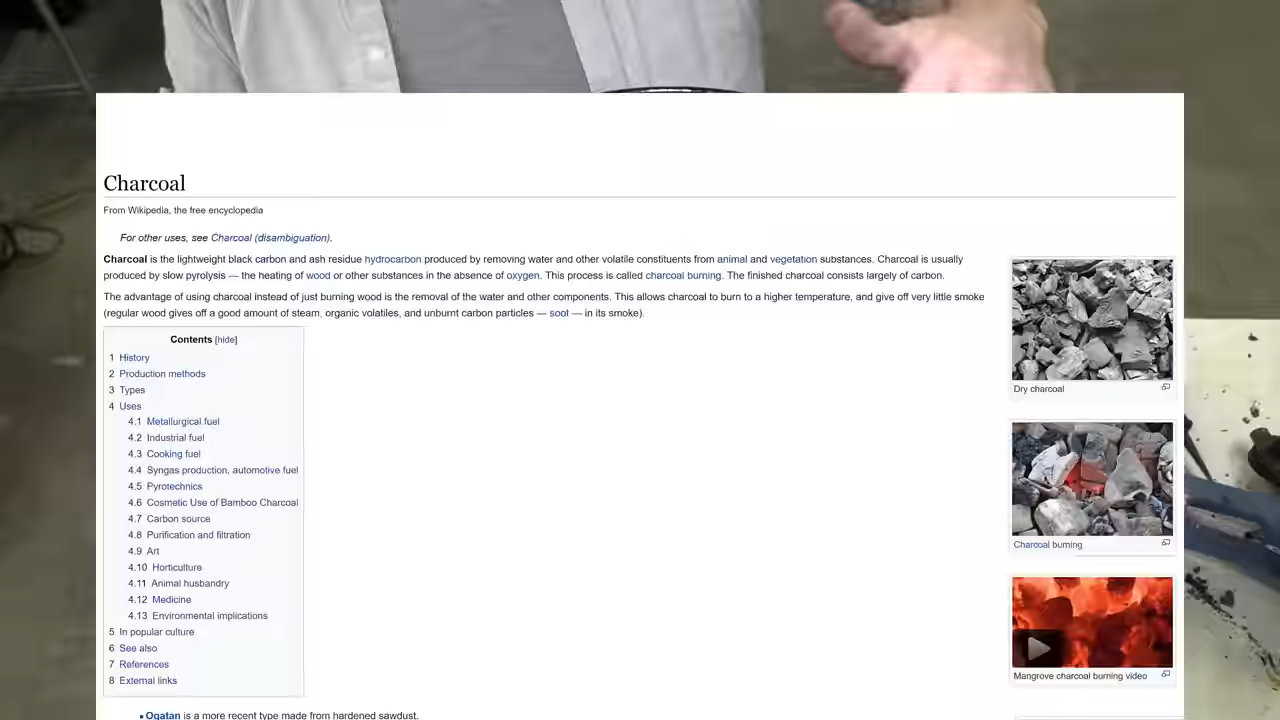 Charcoal
From Wikipedia, the free encyclopedia
For other uses, see Charcoal (disambiguation).
Charcoal is the lightweight black carbon and ash residue hydrocarbon produced by removing water and other volatile constituents from animal and vegetation substances. Charcoal is usually
produced by slow pyrolysis — the heating of wood or other substances in the absence of oxygen. This process is called charcoal burning. The finished charcoal consists largely of carbon.
The advantage of using charcoal instead of just burning wood is the removal of the water and other components. This allows charcoal to burn to a higher temperature, and give off very little smoke
(regular wood gives off a good amount of steam, organic volatiles, and unburnt carbon particles — soot — in its smoke).
Contents [hide]
1 History
2 Production methods
3 Types
4 Uses
4.1 Metallurgical fuel
4.2 Industrial fuel
4.3 Cooking fuel
4.4 Syngas production, automotive fuel
4.5 Pyrotechnics
4.6 Cosmetic Use of Bamboo Charcoal
4.7 Carbon source
4.8 Purification and filtration
4.9 Art
4.10 Horticulture
4.11 Animal husbandry
4.12 Medicine
4.13 Environmental implications
5 In popular culture
6 See also
7 References
8 External links
Dry charcoal
Charcoal burning
Mangrove charcoal burning video
▪ Ogatan is a more recent type made from hardened sawdust.